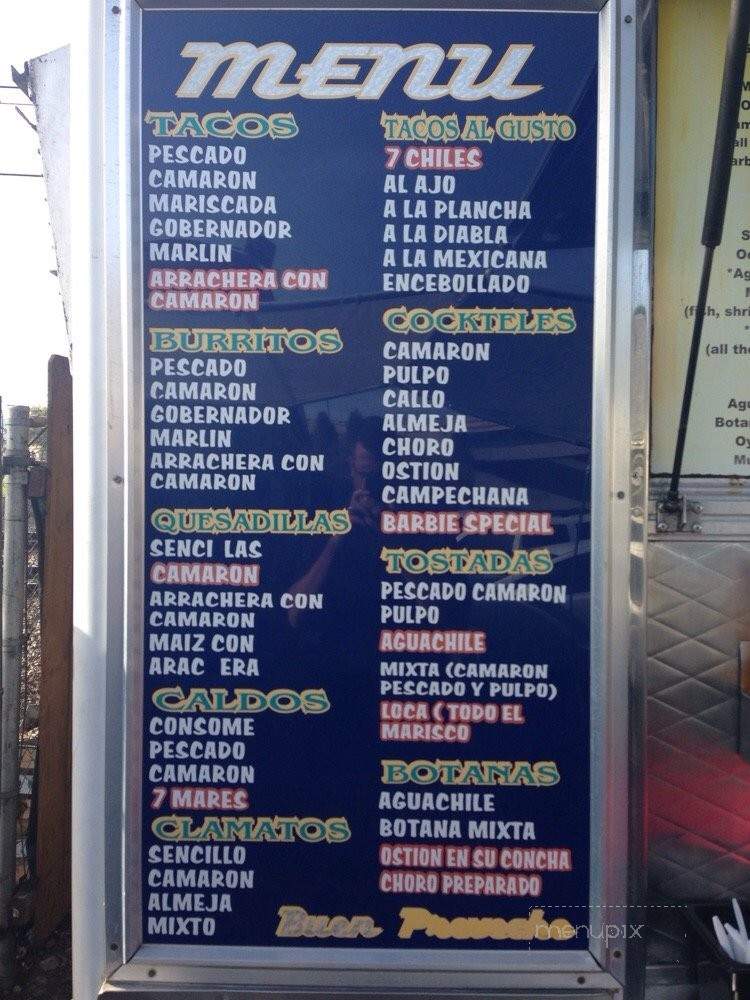 MENU
TACOS
PESCADO
CAMARON
MARISCADA
GOBERNADOR
MARLIN
ARRACHERA CON
CAMARON
BURRITOS
PESCADO
CAMARON
GOBERNADOR
MARLIN
ARRACHERA CON
CAMARON
QUESADILLAS
SENCI LAS
CAMARON
ARRACHERA CON
CAMARON
MAIZ CON
ARAC ERA
CALDOS
CONSOME
PESCADO
CAMARON
7 MARES
CLAMATOS
SENCILLO
CAMARON
ALMEJA
MIXTO
TACOS AL GUSTO
7 CHILES
AL AJO
A LA PLANCHA
A LA DIABLA
A LA MEXICANA
ENCEBOLLADO
COCKTELES
CAMARON
PULPO
CALLO
ALMEJA
CHORO
OSTION
CAMPECHANA
BARBIE SPECIAL
TOSTADAS
PESCADO CAMARON
PULPO
AGUACHILE
MIXTA (CAMARON
PESCADO Y PULPO)
LOCA ( TODO EL
MARISCO
BOTANAS
AGUACHILE
BOTANA MIXTA
OSTION EN SU CONCHA
CHORO PREPARADO
Buen Provecho
menupix
(all the